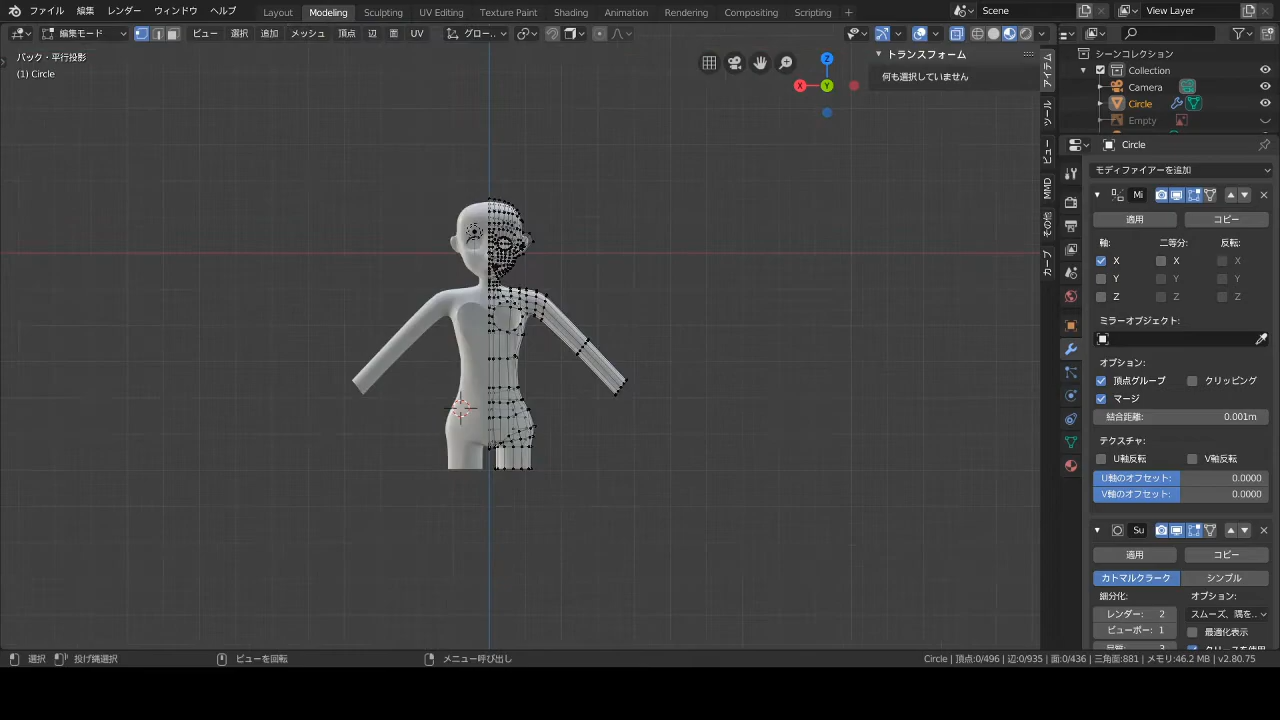 ファイル 編集 レンダー ウィンドウ ヘルプ Layout Modeling Sculpting UV Editing Texture Paint Shading Animation Rendering Compositing Scripting + Scene View Layer
編集モード ビュー 選択 追加 メッシュ 頂点 辺 面 UV グロー..
バック・平行投影
(1) Circle
トランスフォーム
何も選択していません
Z
X
Y
アイテム
ツール
ビュー
MMD
その他
カーブ
シーンコレクション
Collection
Camera
Circle
Empty
Circle
モディファイアーを追加
Mi
適用 コピー
軸: 二等分: 反転:
X X X
Y Y Y
Z Z Z
ミラーオブジェクト:
オプション:
頂点グループ クリッピング
マージ
結合距離: 0.001m
テクスチャ:
U軸反転 V軸反転
U軸のオフセット: 0.0000
V軸のオフセット: 0.0000
Su
適用 コピー
カトマルクラーク シンプル
細分化: オプション:
レンダー: 2 スムーズ、隅を..
ビューポー: 1 最適化表示
選択 投げ縄選択 ビューを回転 メニュー呼び出し Circle | 頂点:0/496 | 辺:0/935 | 面:0/436 | 三角面:881 | メモリ:46.2 MB | v2.80.75